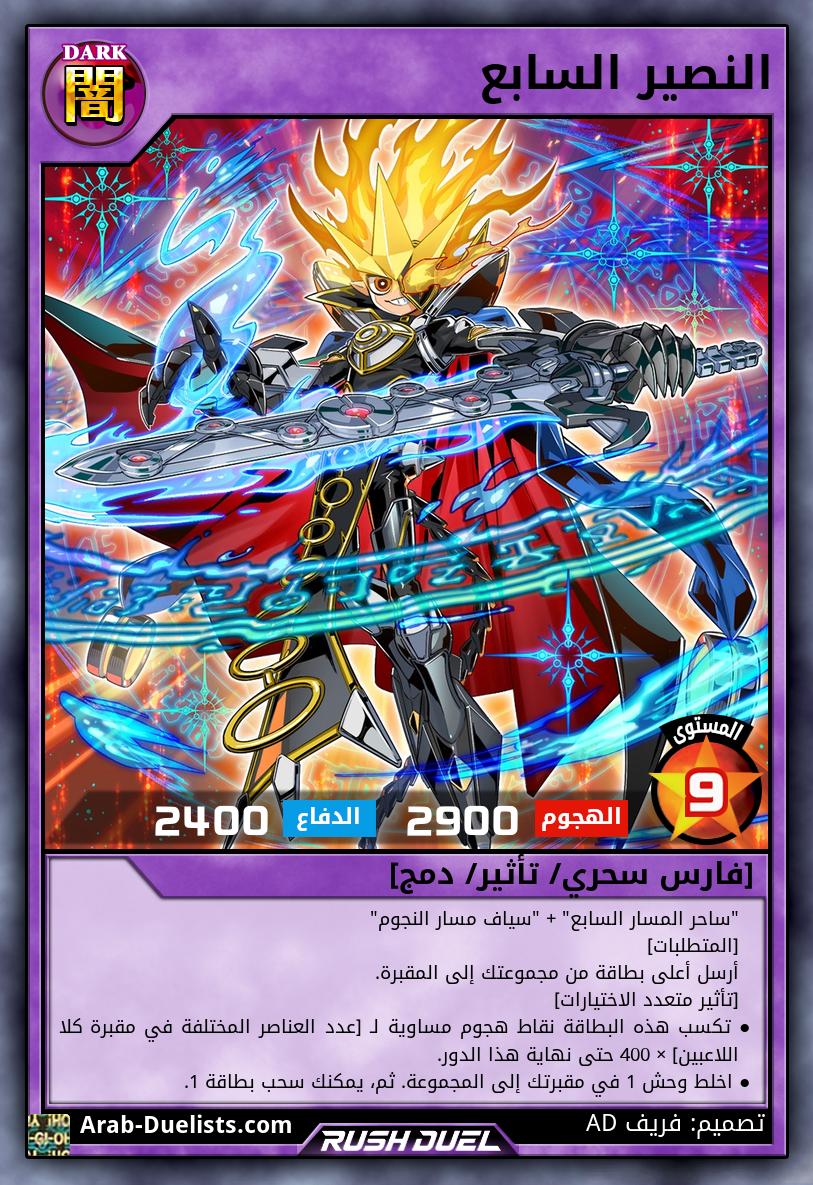 DARK
闇
النصير السابع
المستوى
9
الهجوم 2900 الدفاع 2400
[فارس سحري/ تأثير/ دمج]
"ساحر المسار السابع" + "سياف مسار النجوم"
[المتطلبات]
أرسل أعلى بطاقة من مجموعتك إلى المقبرة.
[تأثير متعدد الاختيارات]
● تكسب هذه البطاقة نقاط هجوم مساوية لـ [عدد العناصر المختلفة في مقبرة كلا
اللاعبين] × 400 حتى نهاية هذا الدور.
● اخلط وحش 1 في مقبرتك إلى المجموعة. ثم، يمكنك سحب بطاقة 1.
تصميم: فريف AD
RUSH DUEL
Arab-Duelists.com